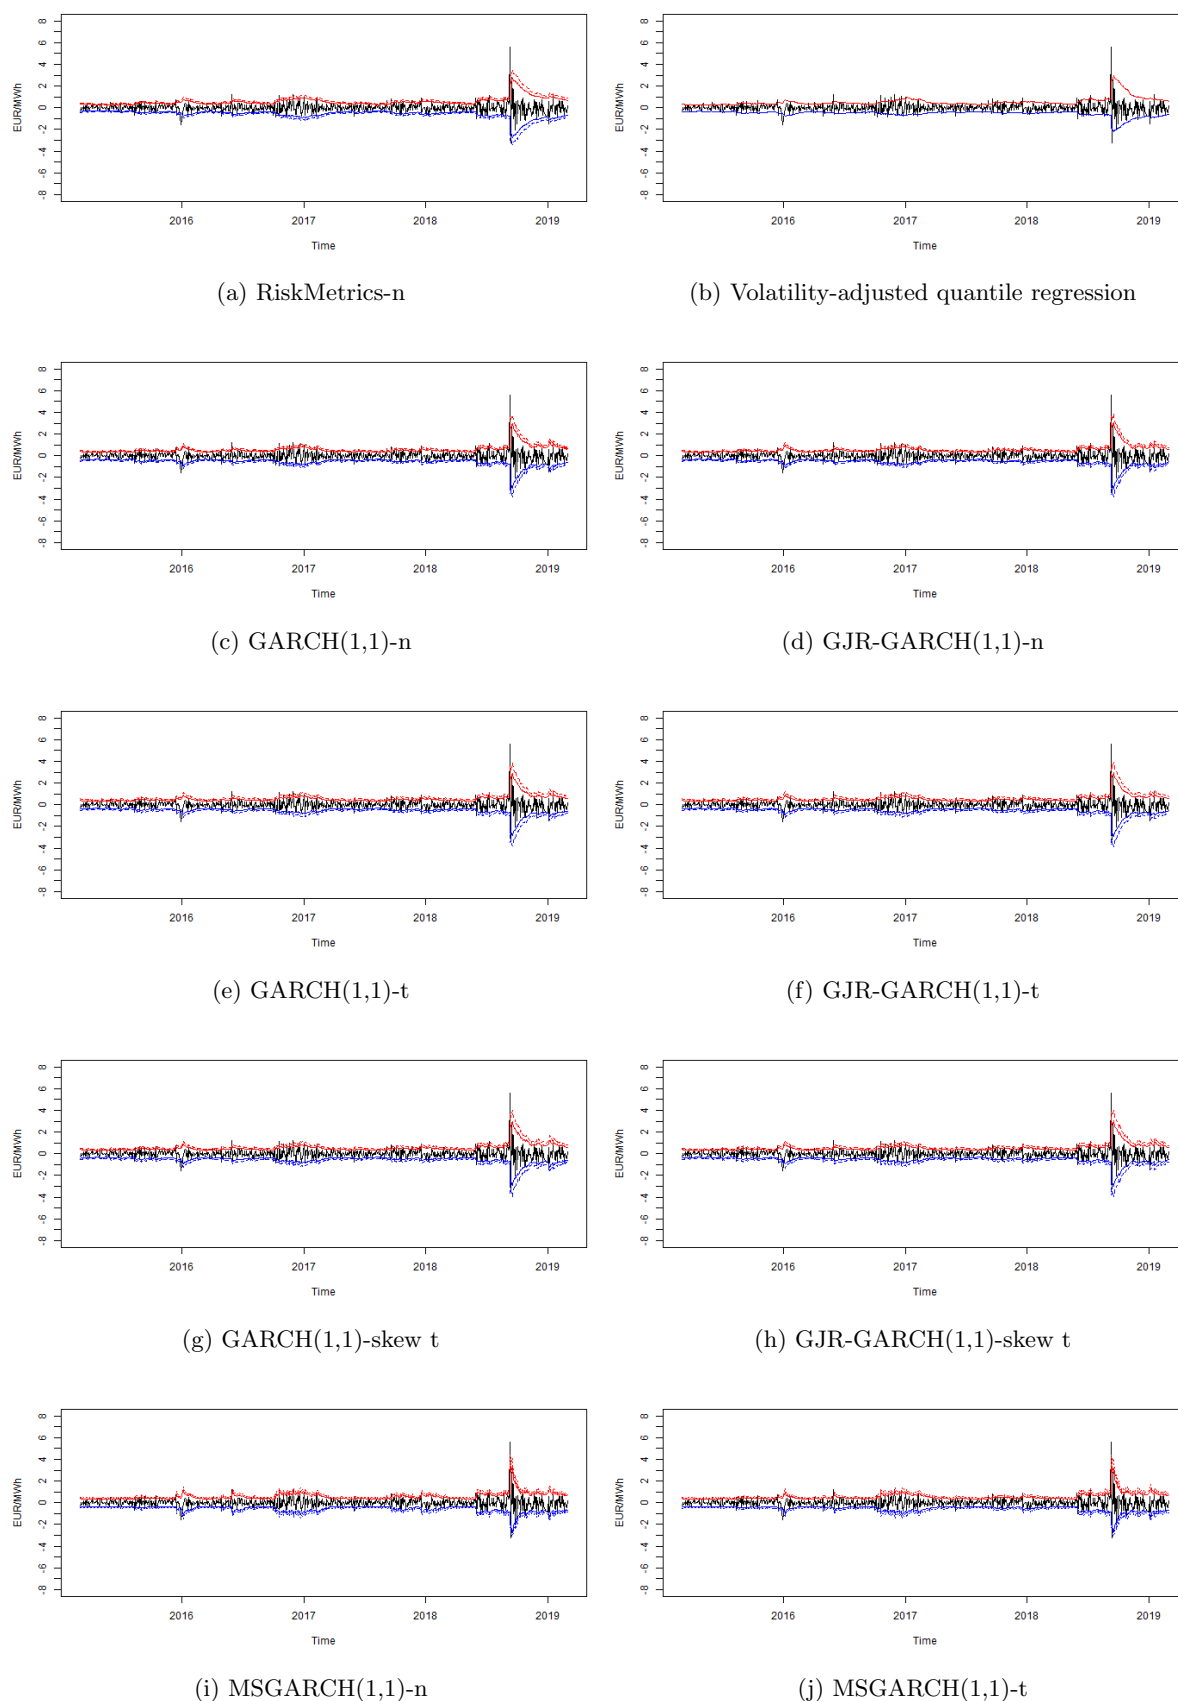 8
6
4
2
0
-2
-4
-6
-8
EUR/MWh
2016 2017 2018 2019
Time
8
6
4
2
0
-2
-4
-6
-8
EUR/MWh
2016 2017 2018 2019
Time
(a) RiskMetrics-n
(b) Volatility-adjusted quantile regression
8
6
4
2
0
-2
-4
-6
-8
EUR/MWh
2016 2017 2018 2019
Time
8
6
4
2
0
-2
-4
-6
-8
EUR/MWh
2016 2017 2018 2019
Time
(c) GARCH(1,1)-n
(d) GJR-GARCH(1,1)-n
8
6
4
2
0
-2
-4
-6
-8
EUR/MWh
2016 2017 2018 2019
Time
8
6
4
2
0
-2
-4
-6
-8
EUR/MWh
2016 2017 2018 2019
Time
(e) GARCH(1,1)-t
(f) GJR-GARCH(1,1)-t
8
6
4
2
0
-2
-4
-6
-8
EUR/MWh
2016 2017 2018 2019
Time
8
6
4
2
0
-2
-4
-6
-8
EUR/MWh
2016 2017 2018 2019
Time
(g) GARCH(1,1)-skew t
(h) GJR-GARCH(1,1)-skew t
8
6
4
2
0
-2
-4
-6
-8
EUR/MWh
2016 2017 2018 2019
Time
8
6
4
2
0
-2
-4
-6
-8
EUR/MWh
2016 2017 2018 2019
Time
(i) MSGARCH(1,1)-n
(j) MSGARCH(1,1)-t